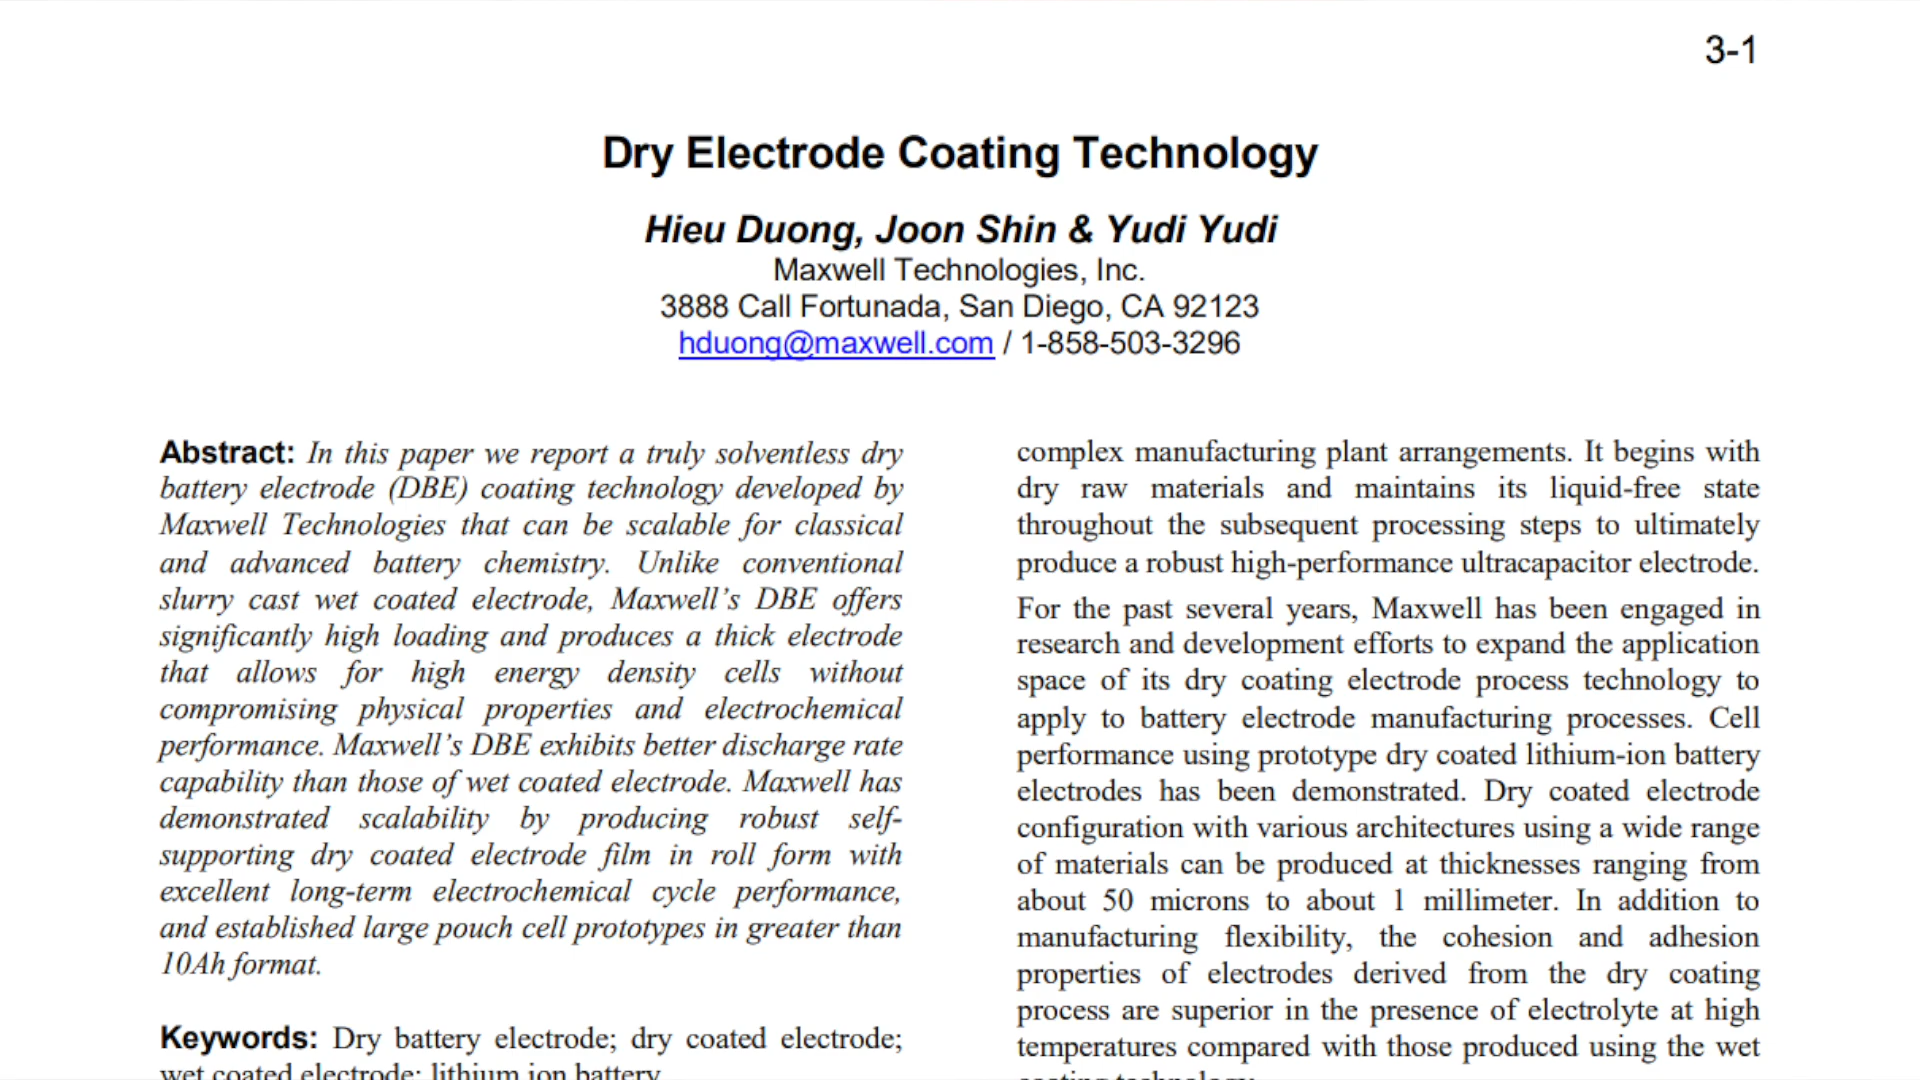 3-1
Dry Electrode Coating Technology
Hieu Duong, Joon Shin & Yudi Yudi
Maxwell Technologies, Inc.
3888 Call Fortunada, San Diego, CA 92123
hduong@maxwell.com / 1-858-503-3296
Abstract: In this paper we report a truly solventless dry
battery electrode (DBE) coating technology developed by
Maxwell Technologies that can be scalable for classical
and advanced battery chemistry. Unlike conventional
slurry cast wet coated electrode, Maxwell's DBE offers
significantly high loading and produces a thick electrode
that allows for high energy density cells without
compromising physical properties and electrochemical
performance. Maxwell's DBE exhibits better discharge rate
capability than those of wet coated electrode. Maxwell has
demonstrated scalability by producing robust self-
supporting dry coated electrode film in roll form with
excellent long-term electrochemical cycle performance,
and established large pouch cell prototypes in greater than
10Ah format.
Keywords: Dry battery electrode; dry coated electrode;
wet coated electrode; lithium ion battery
complex manufacturing plant arrangements. It begins with
dry raw materials and maintains its liquid-free state
throughout the subsequent processing steps to ultimately
produce a robust high-performance ultracapacitor electrode.
For the past several years, Maxwell has been engaged in
research and development efforts to expand the application
space of its dry coating electrode process technology to
apply to battery electrode manufacturing processes. Cell
performance using prototype dry coated lithium-ion battery
electrodes has been demonstrated. Dry coated electrode
configuration with various architectures using a wide range
of materials can be produced at thicknesses ranging from
about 50 microns to about 1 millimeter. In addition to
manufacturing flexibility, the cohesion and adhesion
properties of electrodes derived from the dry coating
process are superior in the presence of electrolyte at high
temperatures compared with those produced using the wet
coating technology.